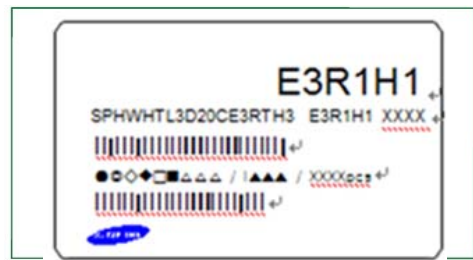 E3R1H1
SPHWHTL3D20CE3RTH3 E3R1H1 XXXX
●◐◇◆□■△△△ / I▲▲▲ / XXXXpcs